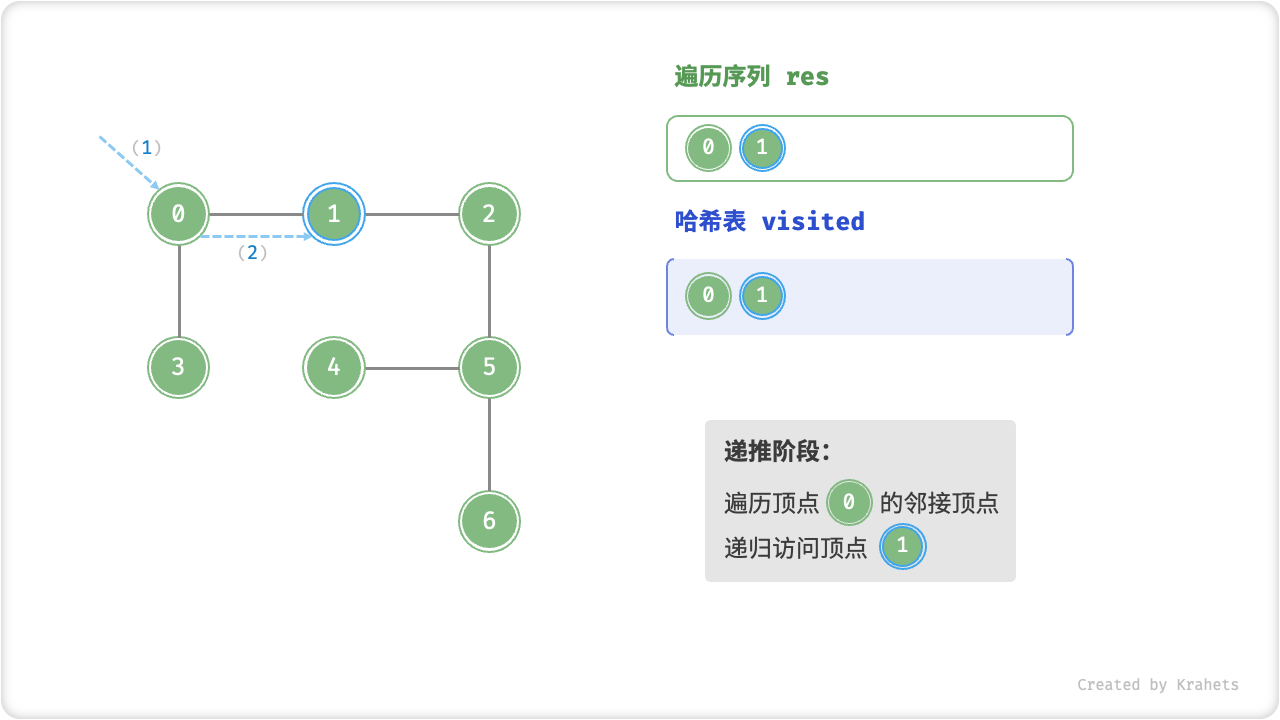 遍历序列 res
0 1
哈希表 visited
0 1
(1)
0 1 2
(2)
3 4 5
6
递推阶段：
遍历顶点 0 的邻接顶点
递归访问顶点 1
Created by Krahets